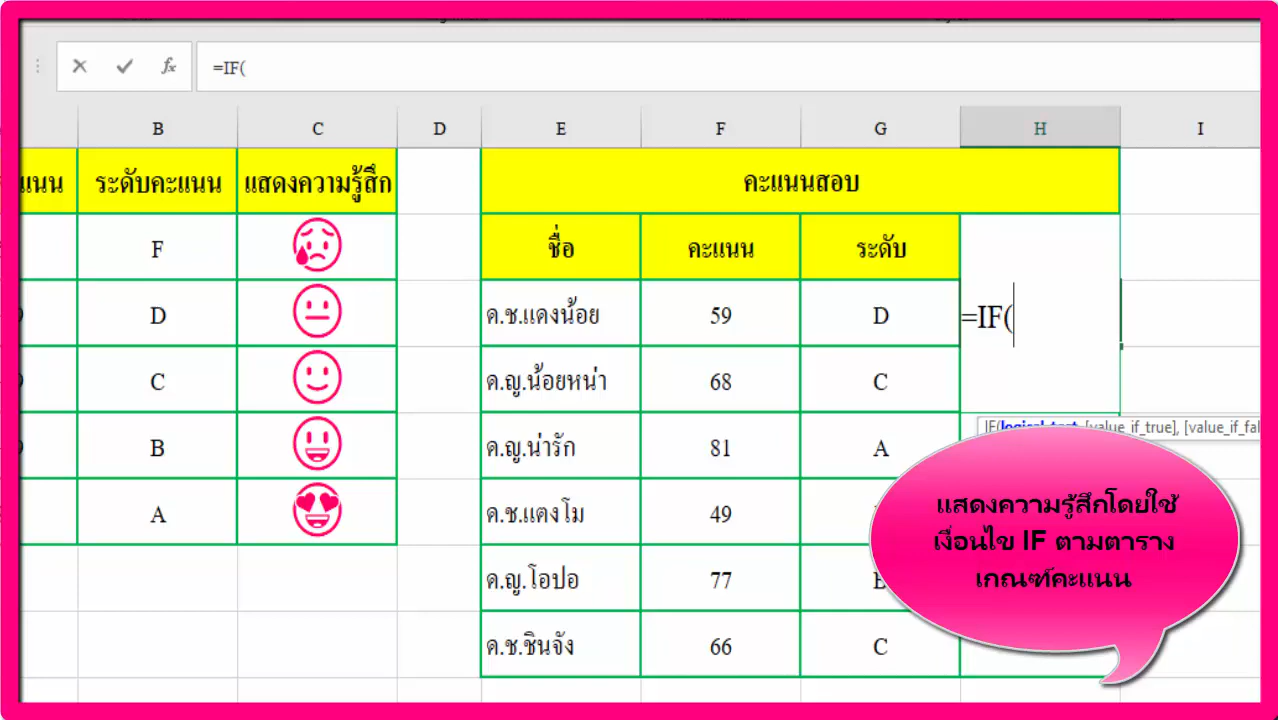 =IF(
B C D E F G H I
แนน ระดับคะแนน แสดงความรู้สึก คะแนนสอบ
F ชื่อ คะแนน ระดับ
D ด.ช.แดงน้อย 59 D =IF(
C ด.ญ.น้อยหน่า 68 C
IF(logical_test, [value_if_true], [value_if_fal
B ด.ญ.น่ารัก 81 A
A ด.ช.แตงโม 49
ด.ญ.โอปอ 77
ด.ช.ชินจัง 66 C
แสดงความรู้สึกโดยใช้
เงื่อนไข IF ตามตาราง
เกณฑ์คะแนน